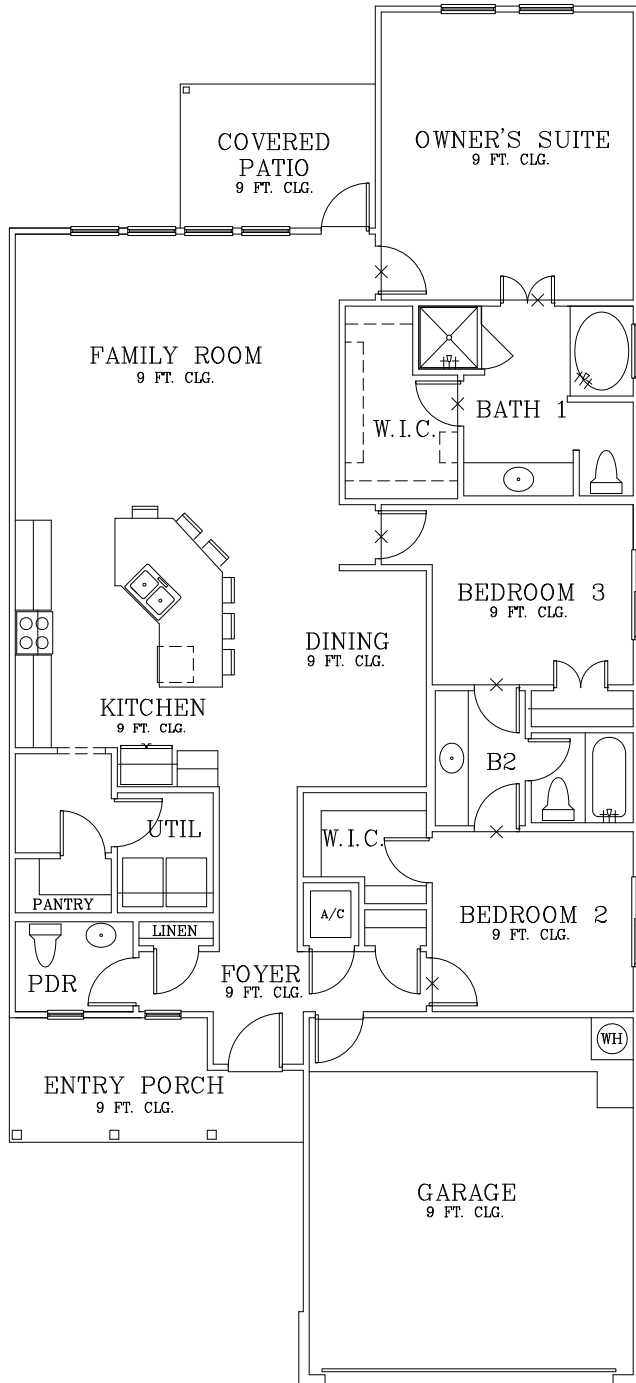 COVERED
PATIO
9 FT. CLG.
OWNER'S SUITE
9 FT. CLG.
FAMILY ROOM
9 FT. CLG.
W.I.C.
BATH 1
BEDROOM 3
9 FT. CLG.
DINING
9 FT. CLG.
KITCHEN
9 FT. CLG.
B2
UTIL
W.I.C.
PANTRY
A/C
BEDROOM 2
9 FT. CLG.
LINEN
PDR
FOYER
9 FT. CLG.
WH
ENTRY PORCH
9 FT. CLG.
GARAGE
9 FT. CLG.